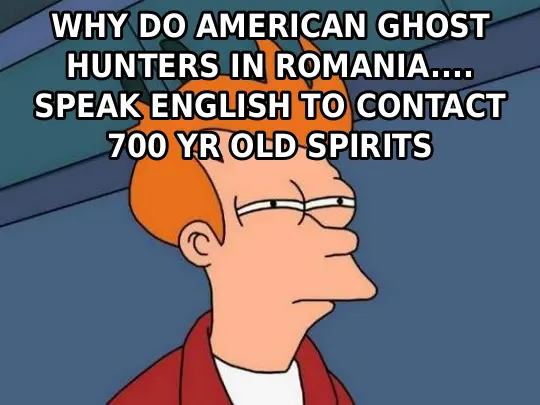 WHY DO AMERICAN GHOST
HUNTERS IN ROMANIA....
SPEAK ENGLISH TO CONTACT
700 YR OLD SPIRITS